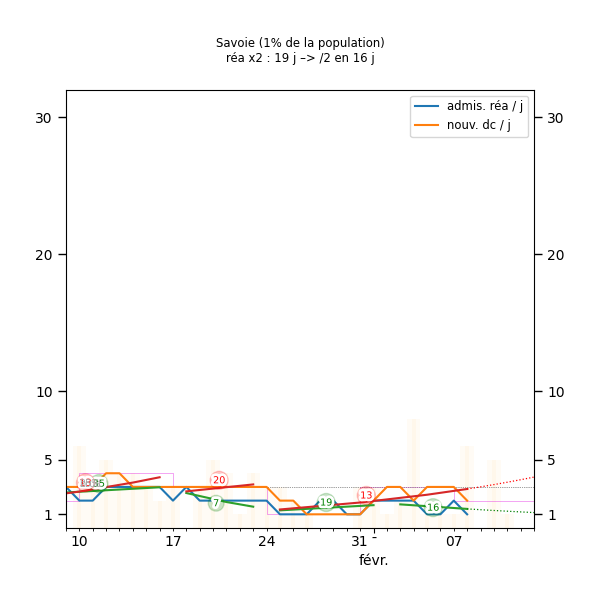 Savoie (1% de la population)
réa x2 : 19 j –> /2 en 16 j
admis. réa / j
nouv. dc / j
30 30
20 20
10 10
5 5
1 1
20
7
19
13
16
10 17 24 31 07
févr.